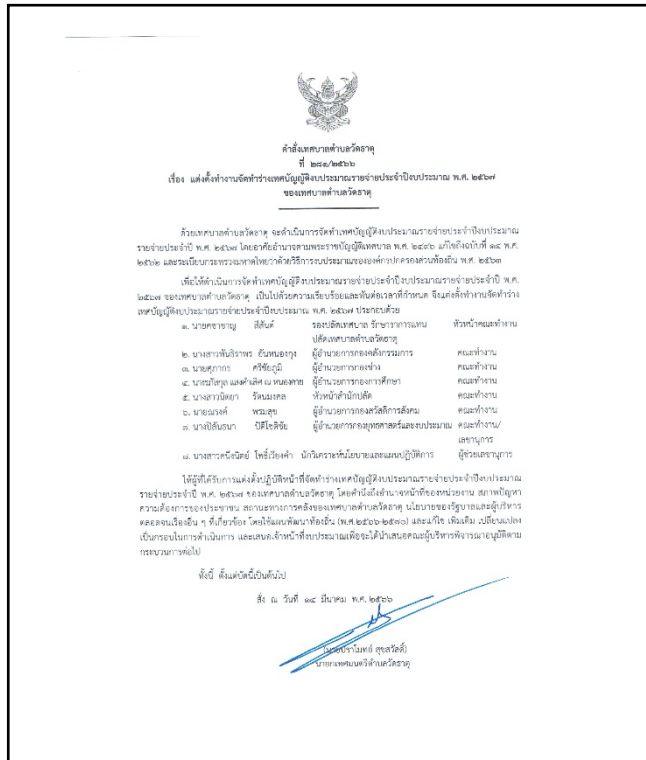 คำสั่งเทศบาลตำบลวัดธาตุ
ที่ ๒๘๑/๒๕๖๖
เรื่อง แต่งตั้งทำงานจัดทำร่างเทศบัญญัติงบประมาณรายจ่ายประจำปีงบประมาณ พ.ศ. ๒๕๖๗
ของเทศบาลตำบลวัดธาตุ
ด้วยเทศบาลตำบลวัดธาตุ จะดำเนินการจัดทำเทศบัญญัติงบประมาณรายจ่ายประจำปีงบประมาณ
รายจ่ายประจำปี พ.ศ. ๒๕๖๗ โดยอาศัยอำนาจตามพระราชบัญญัติเทศบาล พ.ศ. ๒๔๙๖ แก้ไขถึงฉบับที่ ๑๔ พ.ศ.
๒๕๖๒ และระเบียบกระทรวงมหาดไทยว่าด้วยวิธีการงบประมาณขององค์กรปกครองส่วนท้องถิ่น พ.ศ. ๒๕๖๓
เพื่อให้ดำเนินการจัดทำเทศบัญญัติงบประมาณรายจ่ายประจำปีงบประมาณรายจ่ายประจำปี พ.ศ.
๒๕๖๗ ของเทศบาลตำบลวัดธาตุ เป็นไปด้วยความเรียบร้อยและทันต่อเวลาที่กำหนด จึงแต่งตั้งทำงานจัดทำร่าง
เทศบัญญัติงบประมาณรายจ่ายประจำปีงบประมาณ พ.ศ. ๒๕๖๗ ประกอบด้วย
๑. นายคชาชาญ สีสันต์ รองปลัดเทศบาล รักษาราชการแทน หัวหน้าคณะทำงาน
ปลัดเทศบาลตำบลวัดธาตุ
๒. นางสาวพันธิราพร ผู้อำนวยการกองคลังกรรมการ คณะทำงาน
๓. นายศุภากร ศรีชัยภูมิ ผู้อำนวยการกองช่าง คณะทำงาน
๔. แสงคำเลิศ ณ หนองคาย ผู้อำนวยการกองการศึกษา คณะทำงาน
๕. นางสาวนิตยา รัตนมงคล หัวหน้าสำนักปลัด คณะทำงาน
๖. นายณรงค์ พรมสุข ผู้อำนวยการกองสวัสดิการสังคม คณะทำงาน
๗. นางปิสันธนา ปิติโชติชัย ผู้อำนวยการกองยุทธศาสตร์และงบประมาณ คณะทำงาน/
เลขานุการ
๘. นางสาวคนึงนิตย์ โพธิ์เรืองคำ นักวิเคราะห์นโยบายและแผนปฏิบัติการ ผู้ช่วยเลขานุการ
ให้ผู้ที่ได้รับการแต่งตั้งปฏิบัติหน้าที่จัดทำร่างเทศบัญญัติงบประมาณรายจ่ายประจำปีงบประมาณ
รายจ่ายประจำปี พ.ศ. ๒๕๖๗ ของเทศบาลตำบลวัดธาตุ โดยคำนึงถึงอำนาจหน้าที่ของหน่วยงาน สภาพปัญหา
ความต้องการของประชาชน สถานะทางการคลังของเทศบาลตำบลวัดธาตุ นโยบายของรัฐบาลและผู้บริหาร
ตลอดจนเรื่องอื่น ๆ ที่เกี่ยวข้อง โดยใช้แผนพัฒนาท้องถิ่น (พ.ศ.๒๕๖๖-๒๕๗๐) และแก้ไข เพิ่มเติม เปลี่ยนแปลง
เป็นกรอบในการดำเนินการ และเสนอเจ้าหน้าที่งบประมาณเพื่อจะได้นำเสนอคณะผู้บริหารพิจารณาอนุมัติตาม
กระบวนการต่อไป
ทั้งนี้ ตั้งแต่บัดนี้เป็นต้นไป
สั่ง ณ วันที่ ๑๔ มีนาคม พ.ศ. ๒๕๖๖
(นายปราโมทย์ สุขสวัสดิ์)
นายกเทศมนตรีตำบลวัดธาตุ